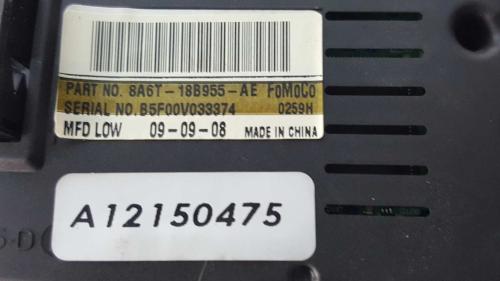 PART NO. 8A6T-18B955-AE FoMoCo
SERIAL NO.B5F00V033374 0259H
MFD LOW 09-09-08 MADE IN CHINA
A12150475